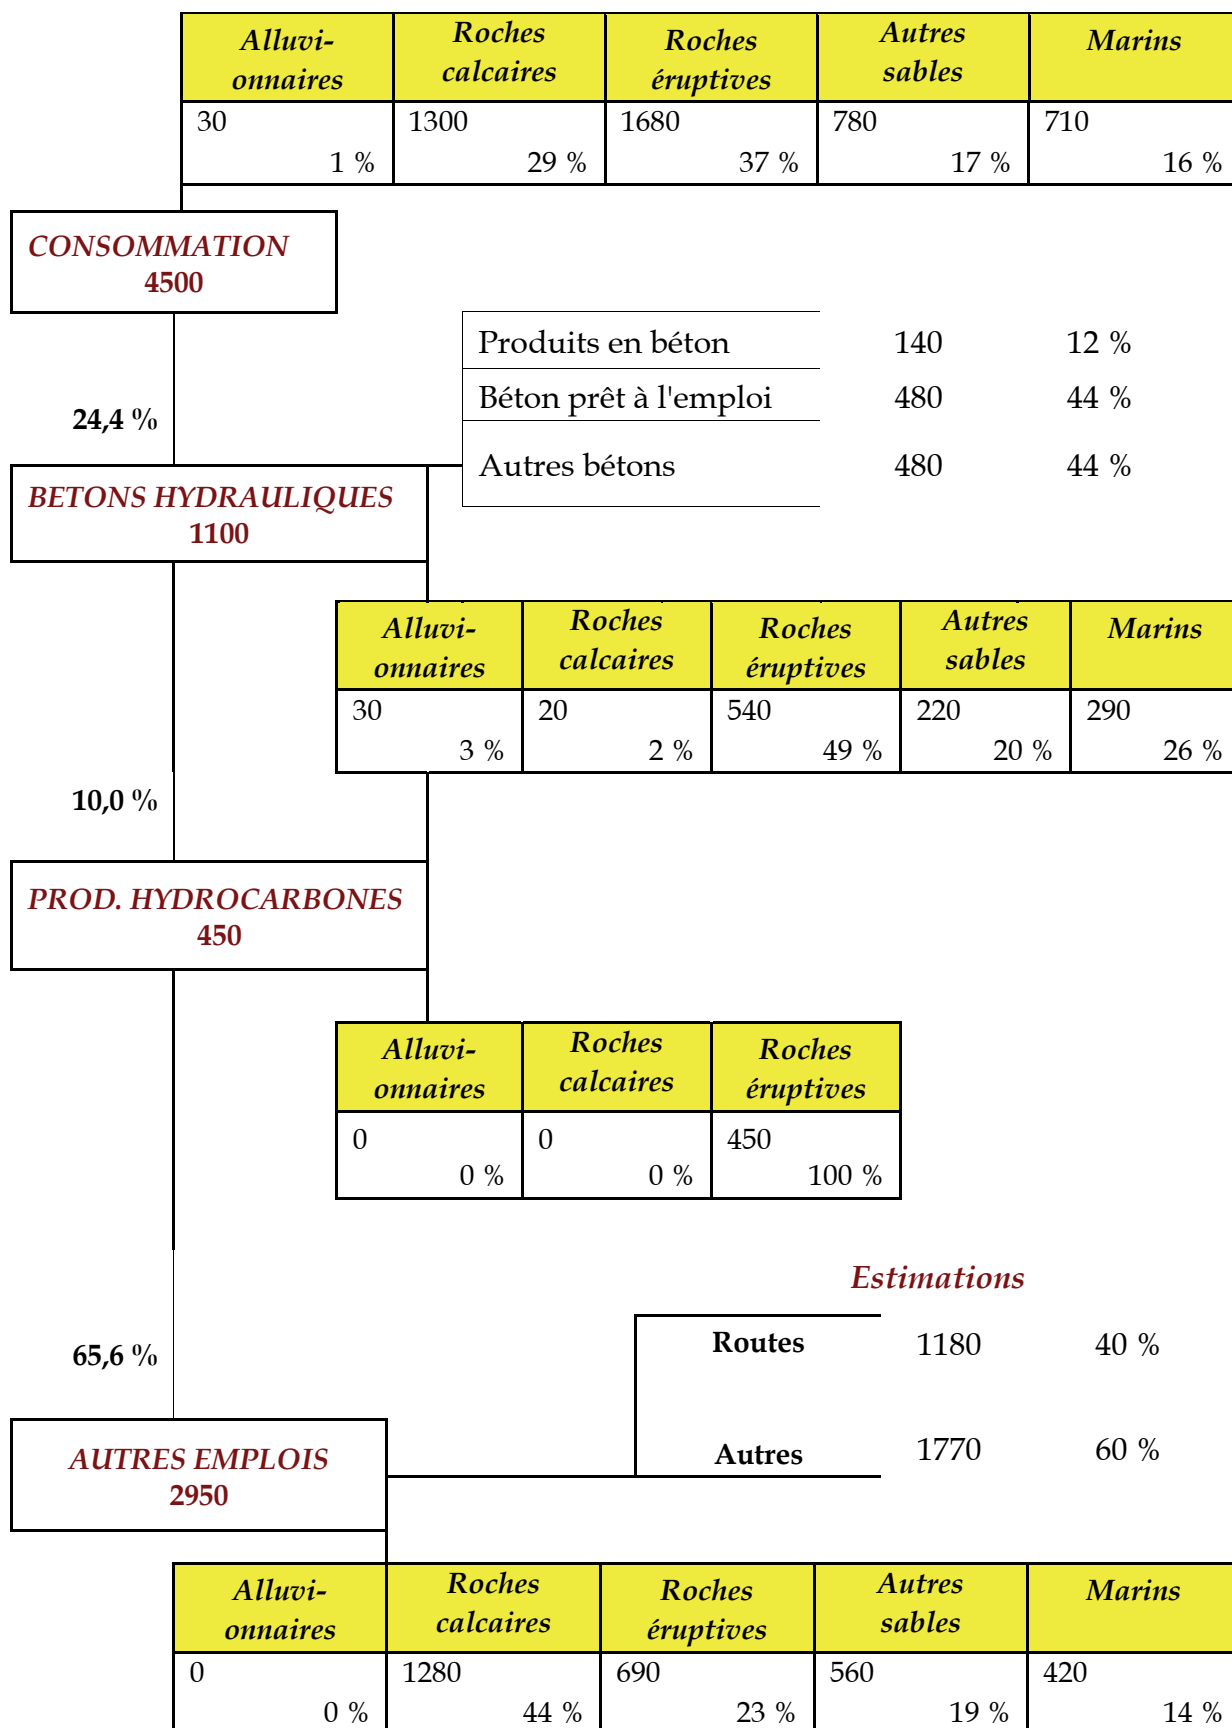 Alluvi- Roches Roches Autres Marins
onnaires calcaires éruptives sables
30 1300 1680 780 710
1 % 29 % 37 % 17 % 16 %
CONSOMMATION
4500
Produits en béton 140 12 %
Béton prêt à l'emploi 480 44 %
24,4 %
Autres bétons 480 44 %
BETONS HYDRAULIQUES
1100
Alluvi- Roches Roches Autres Marins
onnaires calcaires éruptives sables
30 20 540 220 290
3 % 2 % 49 % 20 % 26 %
10,0 %
PROD. HYDROCARBONES
450
Alluvi- Roches Roches
onnaires calcaires éruptives
0 0 450
0 % 0 % 100 %
Estimations
Routes 1180 40 %
65,6 %
Autres 1770 60 %
AUTRES EMPLOIS
2950
Alluvi- Roches Roches Autres Marins
onnaires calcaires éruptives sables
0 1280 690 560 420
0 % 44 % 23 % 19 % 14 %